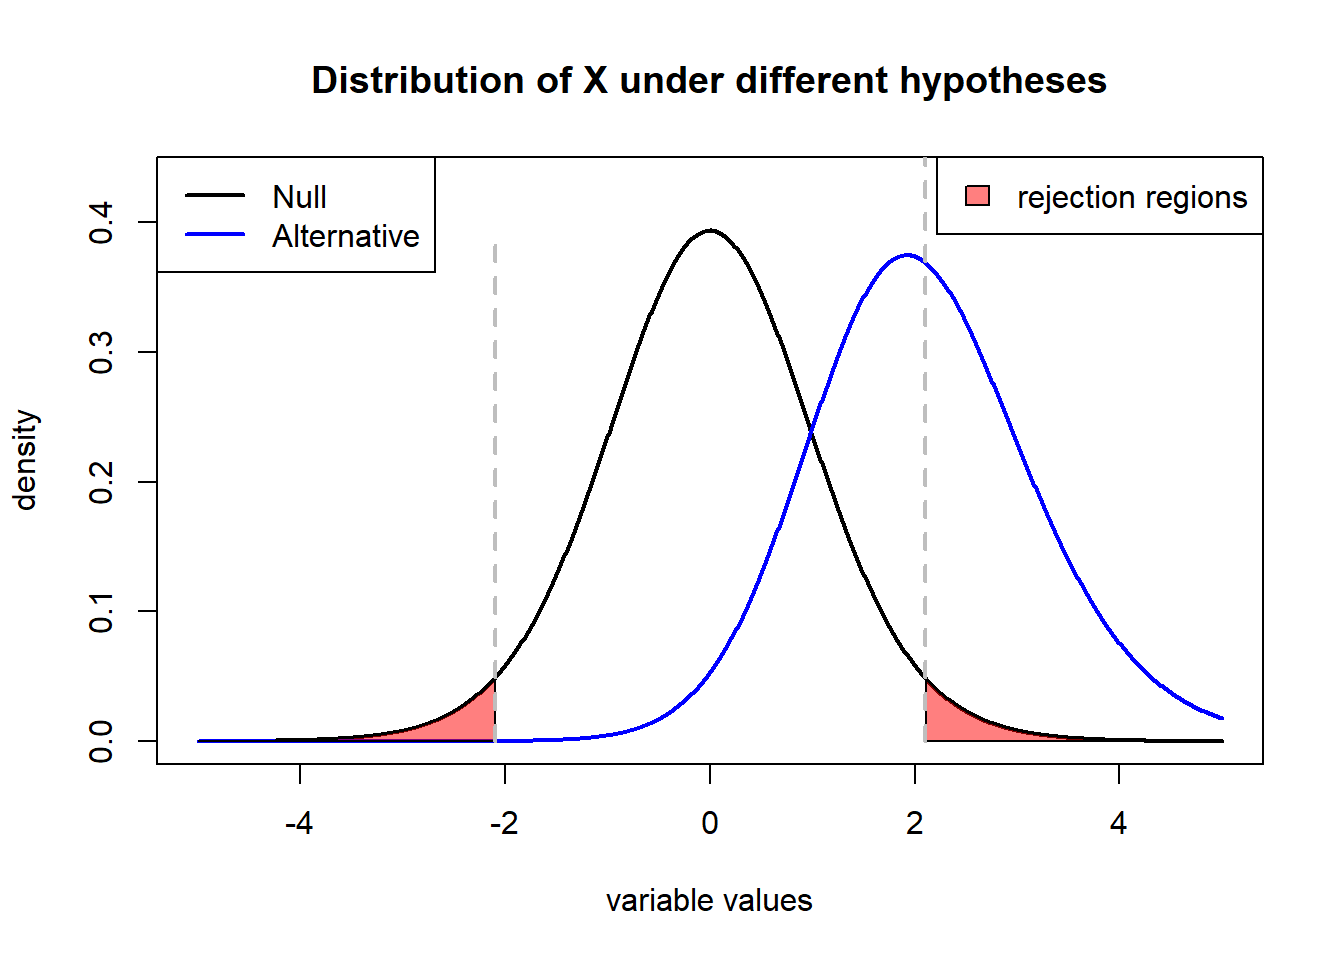 Distribution of X under different hypotheses
Null
Alternative
rejection regions
density
0.4
0.3
0.2
0.1
0.0
-4 -2 0 2 4
variable values